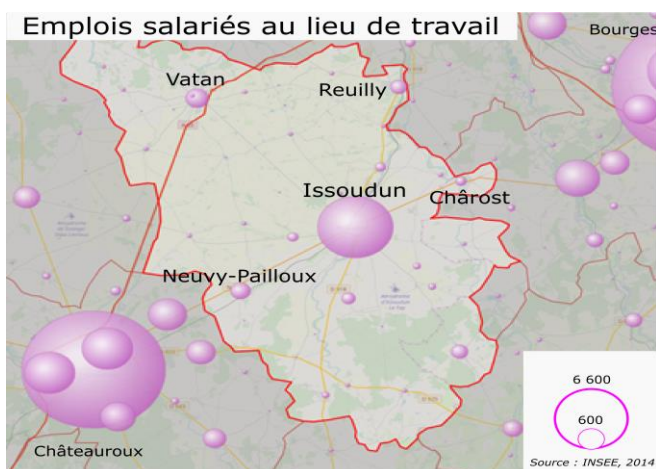 Emplois salariés au lieu de travail
Bourges
Vatan
Reuilly
Issoudun
Chârost
Neuvy-Pailloux
Châteauroux
6 600
600
Source : INSEE, 2014